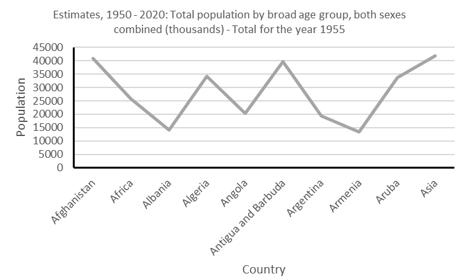 Estimates, 1950 - 2020: Total population by broad age group, both sexes
combined (thousands) - Total for the year 1955
45000
40000
35000
30000
25000
20000
15000
10000
5000
0
Population
Afghanistan
Africa
Albania
Algeria
Angola
Antigua and Barbuda
Argentina
Armenia
Aruba
Asia
Country